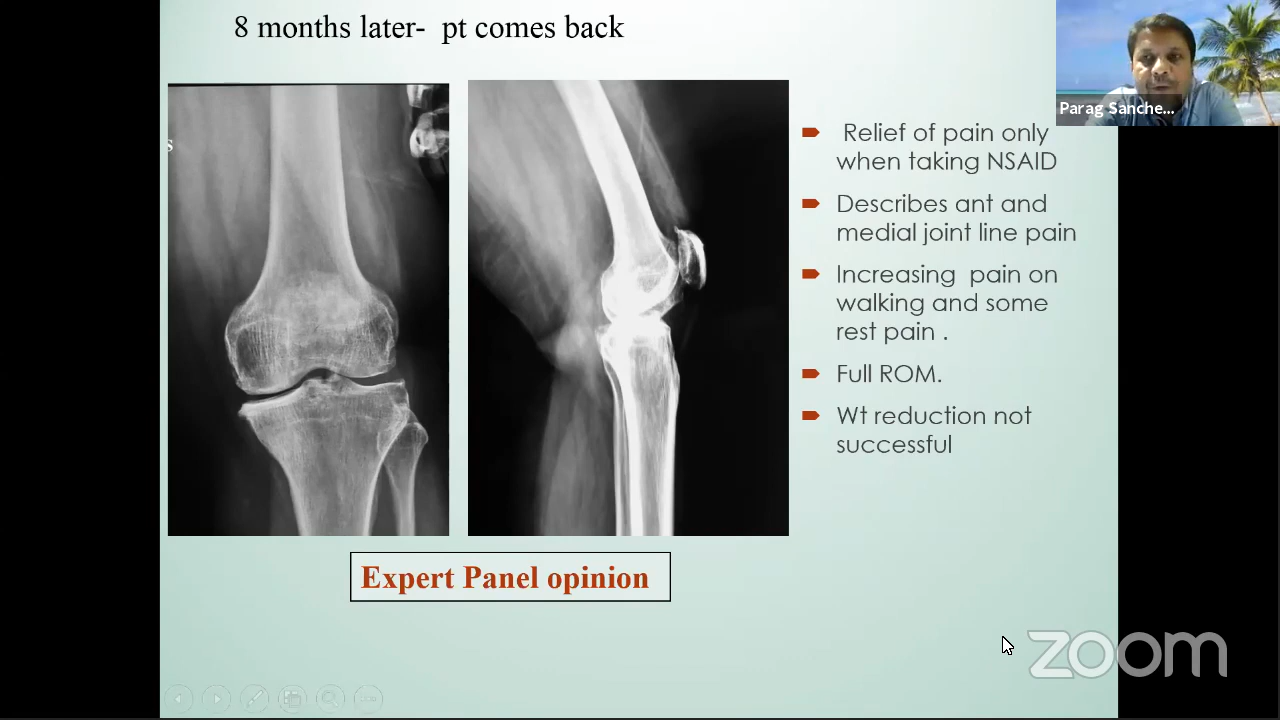 8 months later- pt comes back
Parag Sanche...
s
Relief of pain only
when taking NSAID
Describes ant and
medial joint line pain
Increasing pain on
walking and some
rest pain .
Full ROM.
Wt reduction not
successful
Expert Panel opinion
zoom